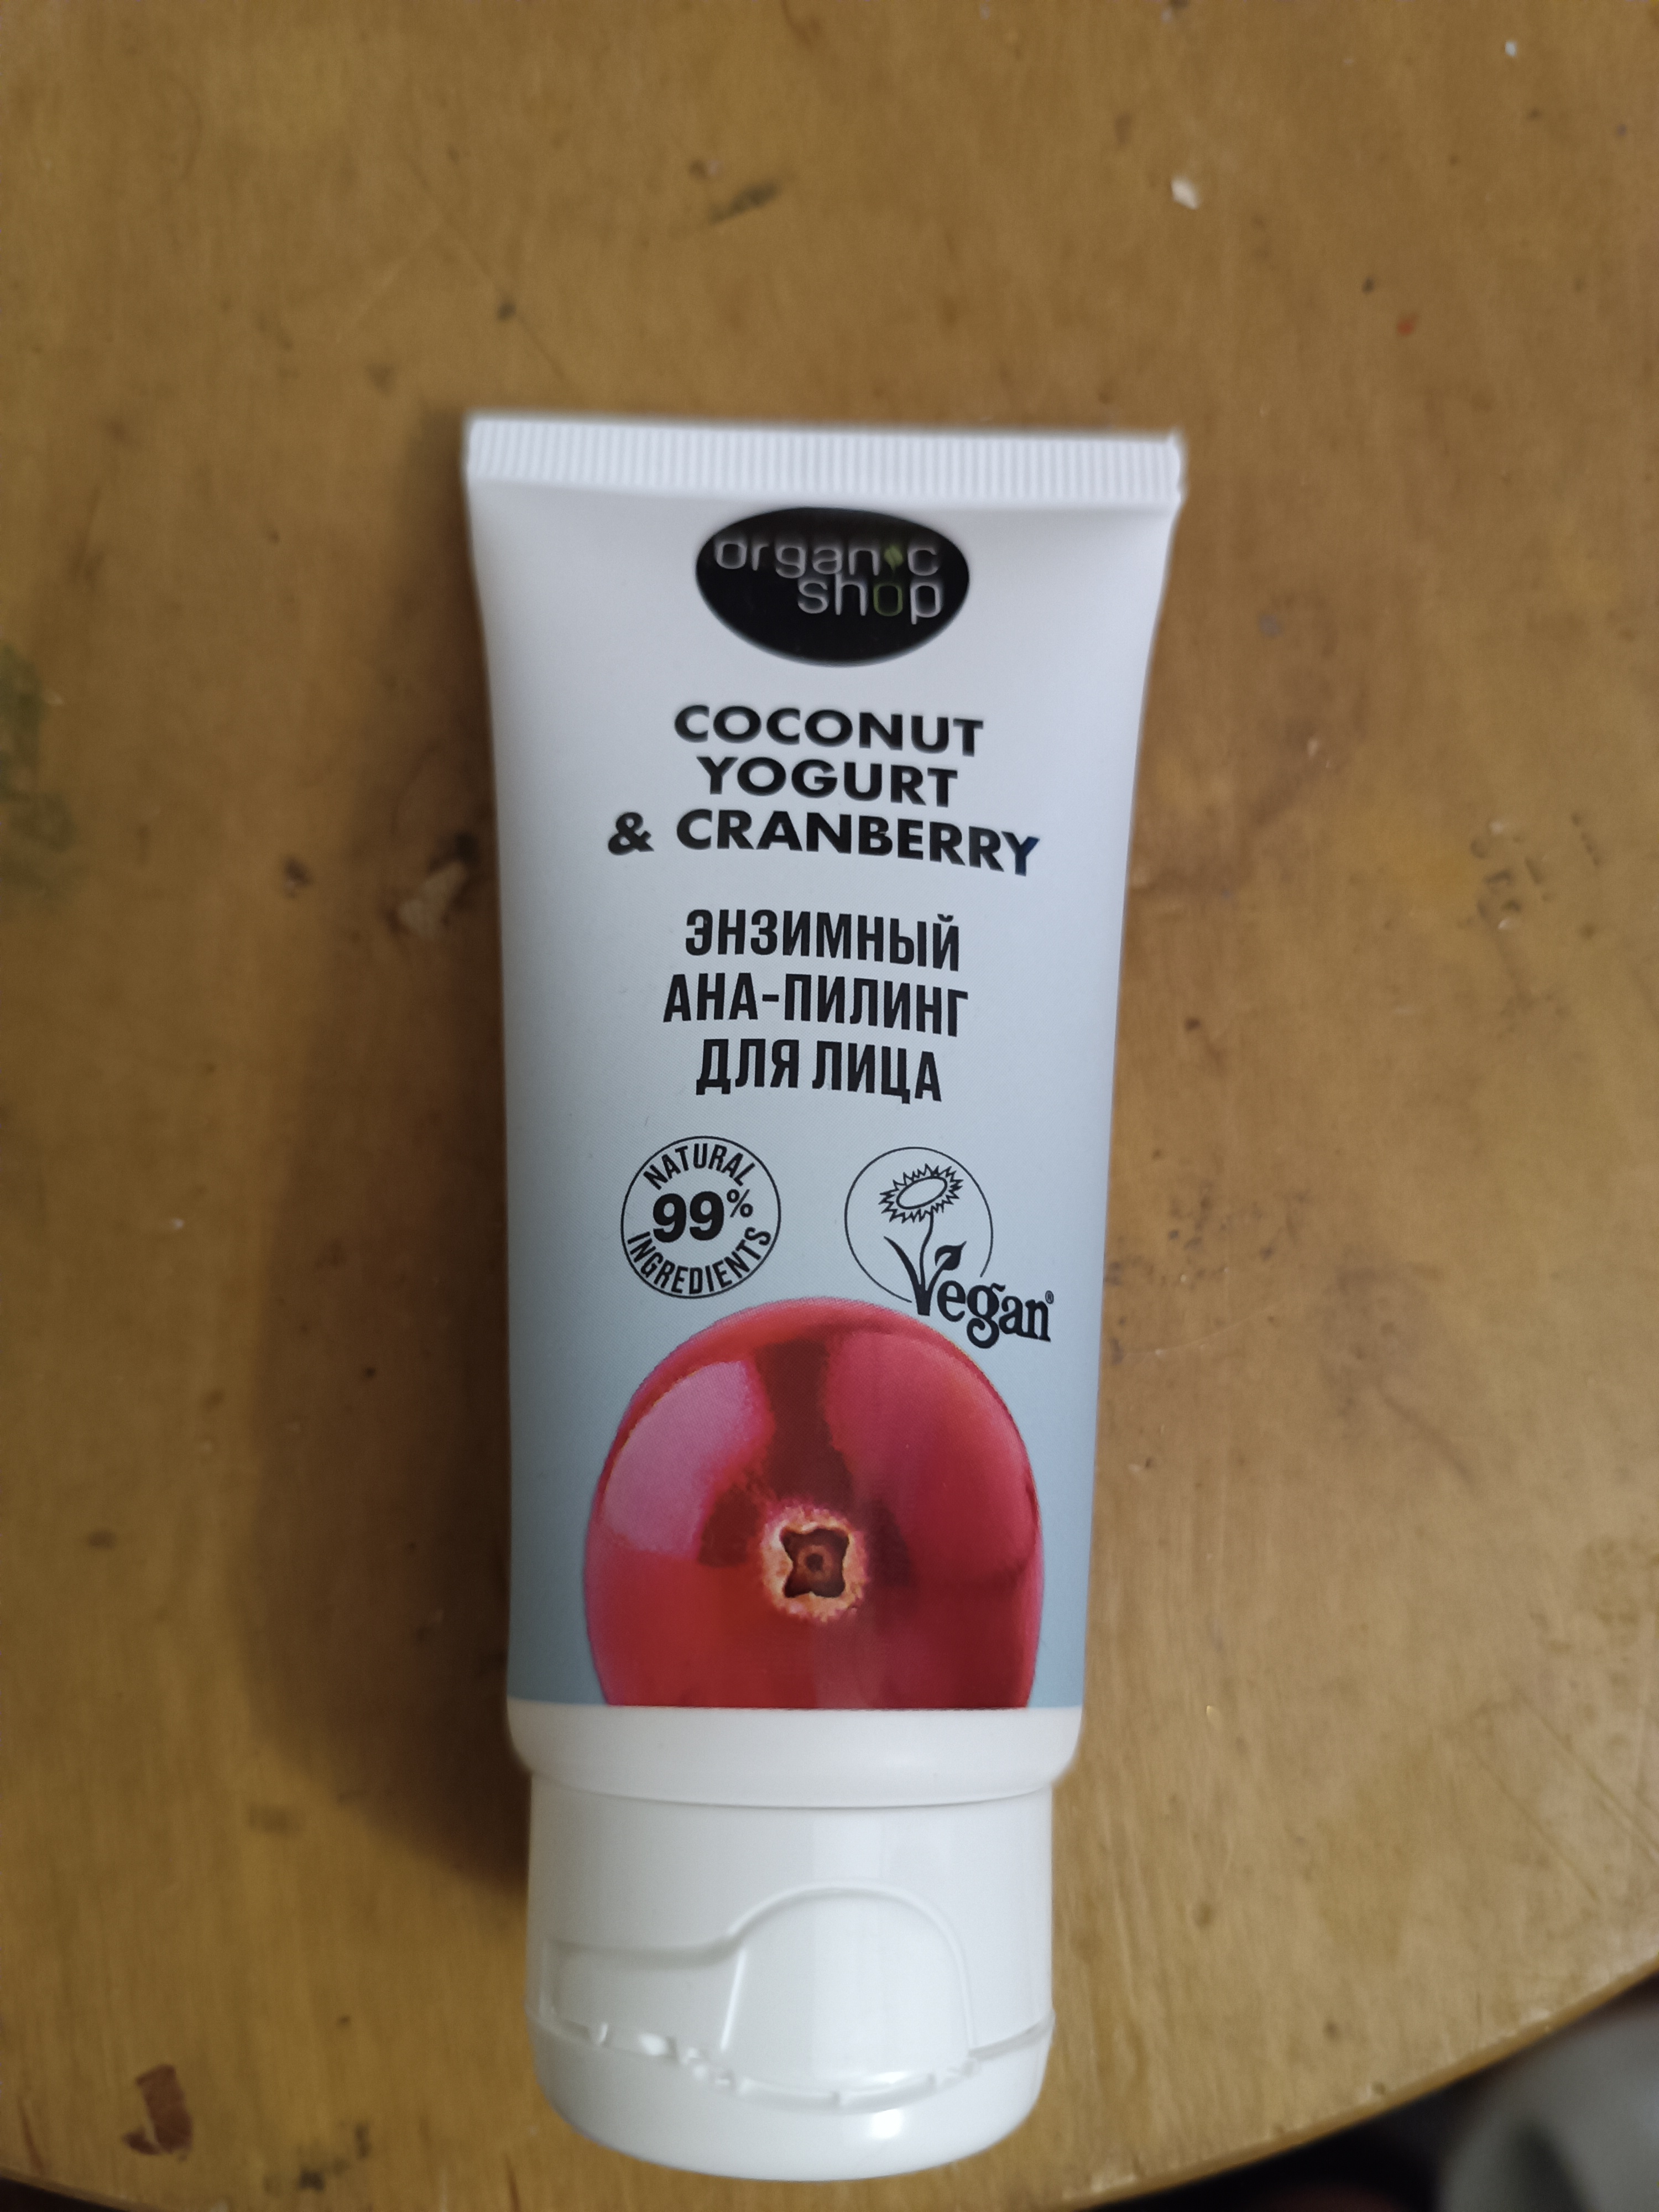 organic
shop
COCONUT
YOGURT
& CRANBERRY
ЭНЗИМНЫЙ
АНА-ПИЛИНГ
ДЛЯ ЛИЦА
NATURAL
99%
INGREDIENTS
Vegan®